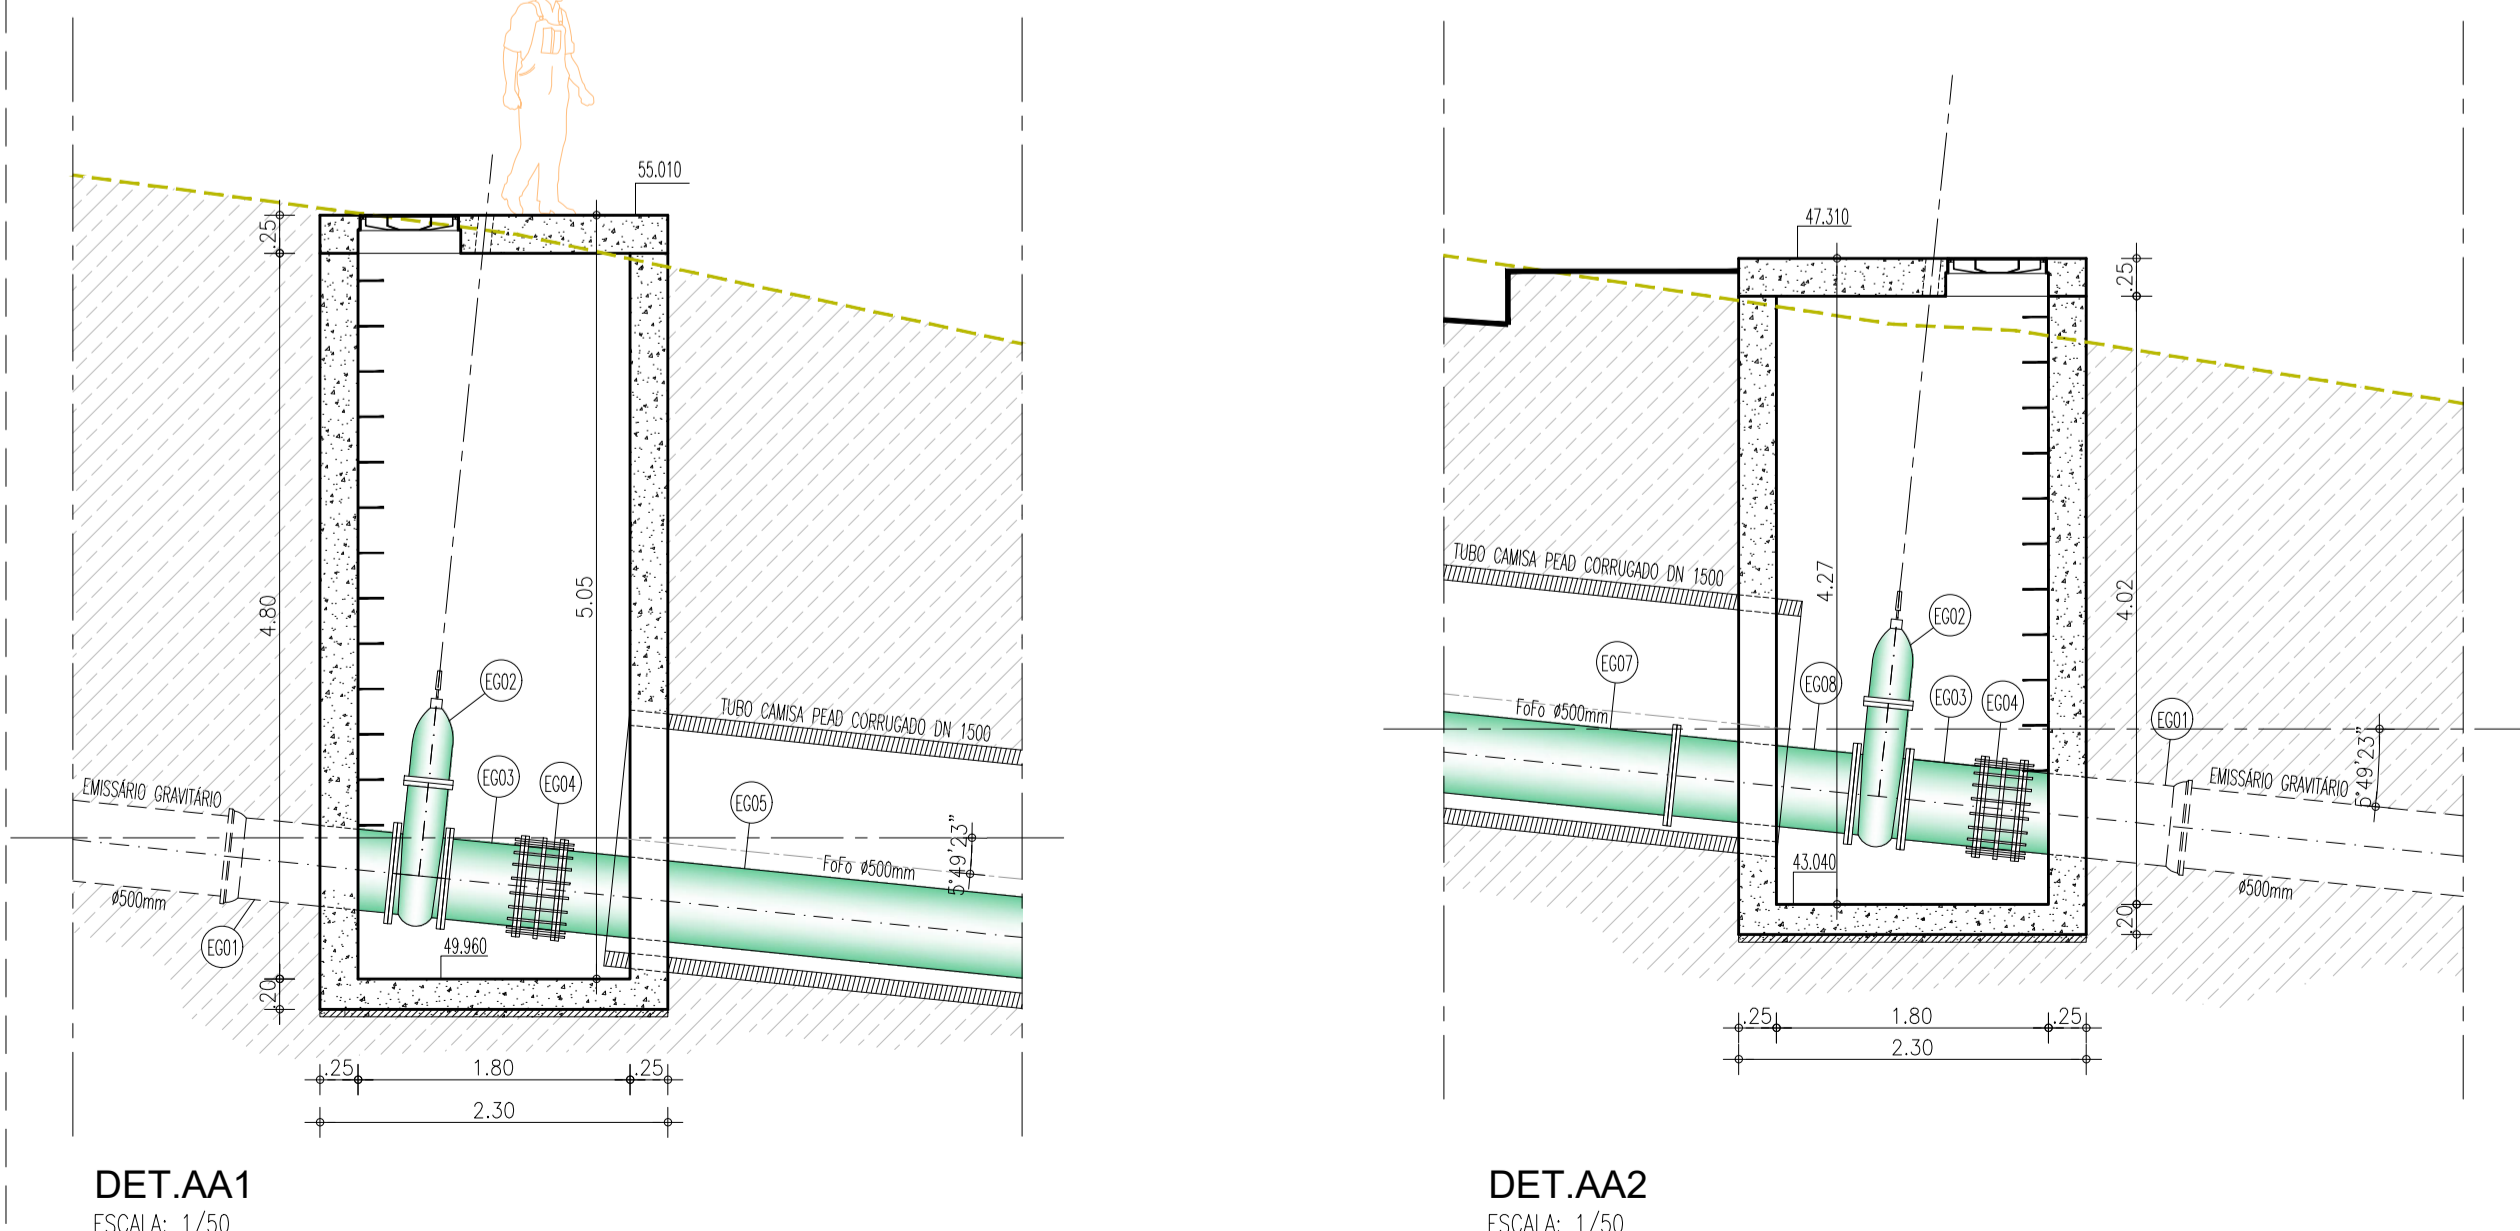 55.010
.25
4.80
5.05
EG02
TUBO CAMISA PEAD CORRUGADO DN 1500
EG03
EG04
EG05
EMISSÁRIO GRAVITÁRIO
FoFo ø500mm
5°49'23"
ø500mm
EG01
49.960
.20
.25
1.80
.25
2.30
DET.AA1
ESCALA: 1/50
47.310
.25
TUBO CAMISA PEAD CORRUGADO DN 1500
4.27
4.02
EG02
EG07
EG08
EG03
EG04
EG01
FoFo ø500mm
5°49'23"
EMISSÁRIO GRAVITÁRIO
43.040
ø500mm
.20
.25
1.80
.25
2.30
DET.AA2
ESCALA: 1/50